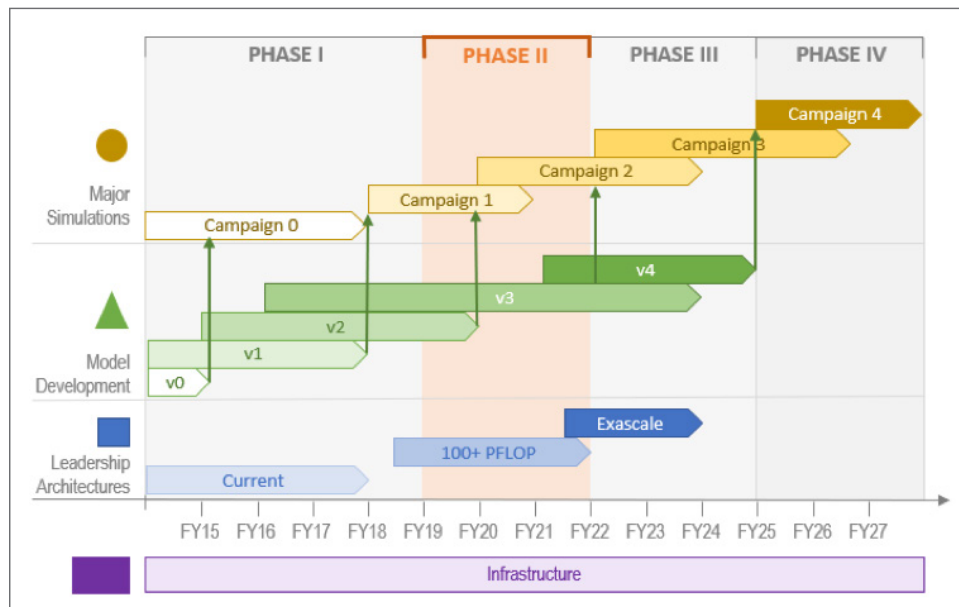 PHASE I
PHASE II
PHASE III
PHASE IV
Campaign 4
Campaign 3
Campaign 2
Campaign 1
Campaign 0
Major
Simulations
v4
v3
v2
v1
v0
Model
Development
Exascale
100+ PFLOP
Current
Leadership
Architectures
FY15 FY16 FY17 FY18 FY19 FY20 FY21 FY22 FY23 FY24 FY25 FY26 FY27
Infrastructure